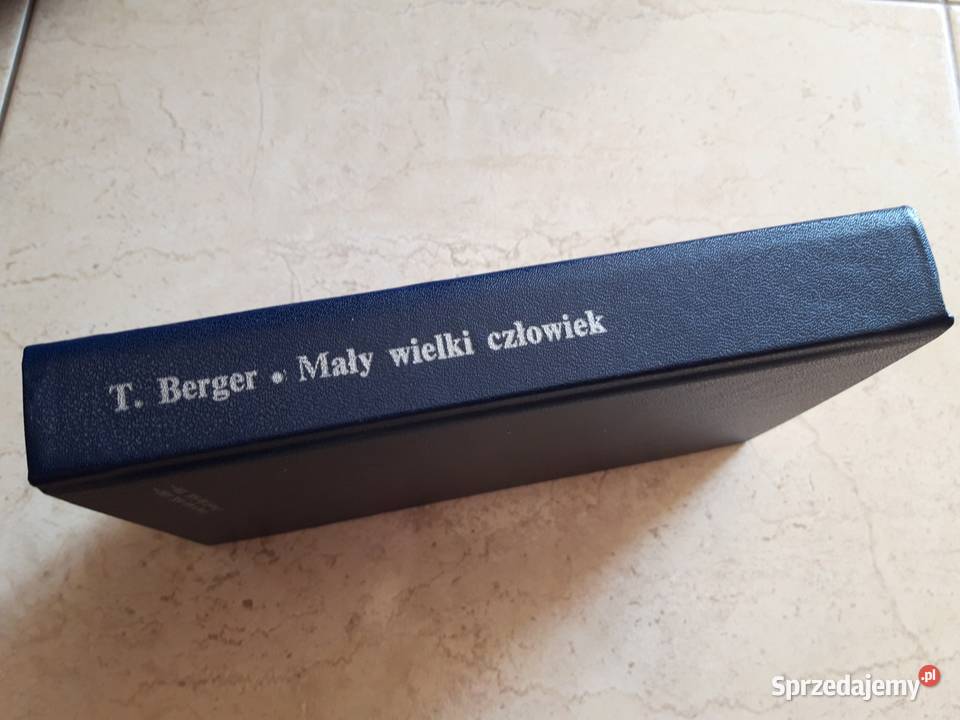 T. Berger • Mały wielki człowiek
Sprzedajemy.pl